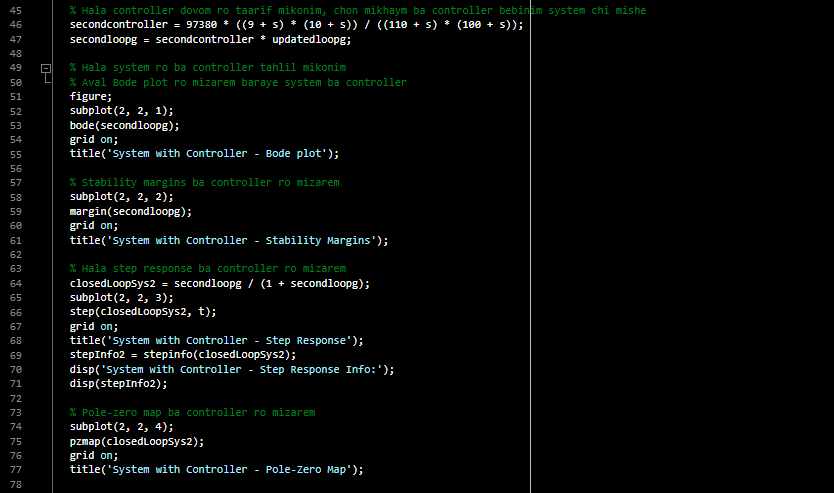 45 % Hala controller dovom ro taarif mikonim, chon mikhaym ba controller bebinim system chi mishe
46 secondcontroller = 97380 * ((9 + s) * (10 + s)) / ((110 + s) * (100 + s));
47 secondloopg = secondcontroller * updatedloopg;
48
49 % Hala system ro ba controller tahlil mikonim
50 % Aval Bode plot ro mizarem baraye system ba controller
51 figure;
52 subplot(2, 2, 1);
53 bode(secondloopg);
54 grid on;
55 title('System with Controller - Bode plot');
56
57 % Stability margins ba controller ro mizarem
58 subplot(2, 2, 2);
59 margin(secondloopg);
60 grid on;
61 title('System with Controller - Stability Margins');
62
63 % Hala step response ba controller ro mizarem
64 closedLoopSys2 = secondloopg / (1 + secondloopg);
65 subplot(2, 2, 3);
66 step(closedLoopSys2, t);
67 grid on;
68 title('System with Controller - Step Response');
69 stepInfo2 = stepinfo(closedLoopSys2);
70 disp('System with Controller - Step Response Info:');
71 disp(stepInfo2);
72
73 % Pole-zero map ba controller ro mizarem
74 subplot(2, 2, 4);
75 pzmap(closedLoopSys2);
76 grid on;
77 title('System with Controller - Pole-Zero Map');
78